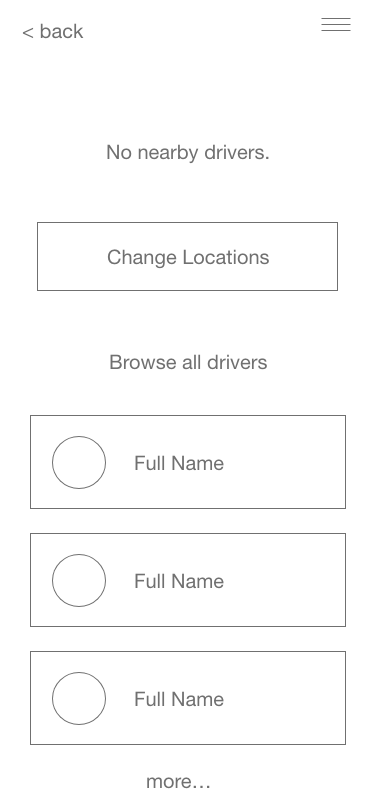 < back
No nearby drivers.
Change Locations
Browse all drivers
Full Name
Full Name
Full Name
more...